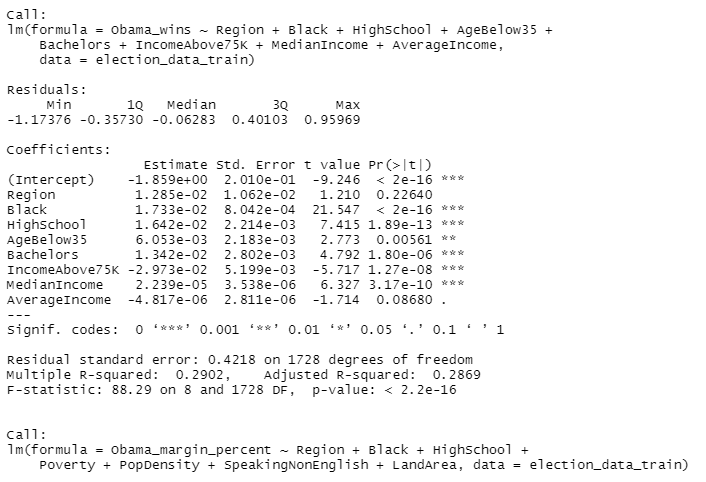 Call:
lm(formula = Obama_wins ~ Region + Black + HighSchool + AgeBelow35 +
    Bachelors + IncomeAbove75K + MedianIncome + AverageIncome,
    data = election_data_train)
Residuals:
     Min       1Q   Median       3Q      Max
-1.17376 -0.35730 -0.06283  0.40103  0.95969
Coefficients:
                 Estimate Std. Error t value Pr(>|t|)
(Intercept)    -1.859e+00  2.010e-01  -9.246  < 2e-16 ***
Region          1.285e-02  1.062e-02   1.210  0.22640
Black           1.733e-02  8.042e-04  21.547  < 2e-16 ***
HighSchool      1.642e-02  2.214e-03   7.415 1.89e-13 ***
AgeBelow35      6.053e-03  2.183e-03   2.773  0.00561 **
Bachelors       1.342e-02  2.802e-03   4.792 1.80e-06 ***
IncomeAbove75K -2.973e-02  5.199e-03  -5.717 1.27e-08 ***
MedianIncome    2.239e-05  3.538e-06   6.327 3.17e-10 ***
AverageIncome  -4.817e-06  2.811e-06  -1.714  0.08680 .
---
Signif. codes:  0 ‘***’ 0.001 ‘**’ 0.01 ‘*’ 0.05 ‘.’ 0.1 ‘ ’ 1
Residual standard error: 0.4218 on 1728 degrees of freedom
Multiple R-squared:  0.2902,    Adjusted R-squared:  0.2869
F-statistic: 88.29 on 8 and 1728 DF,  p-value: < 2.2e-16
Call:
lm(formula = Obama_margin_percent ~ Region + Black + HighSchool +
    Poverty + PopDensity + SpeakingNonEnglish + LandArea, data = election_data_train)